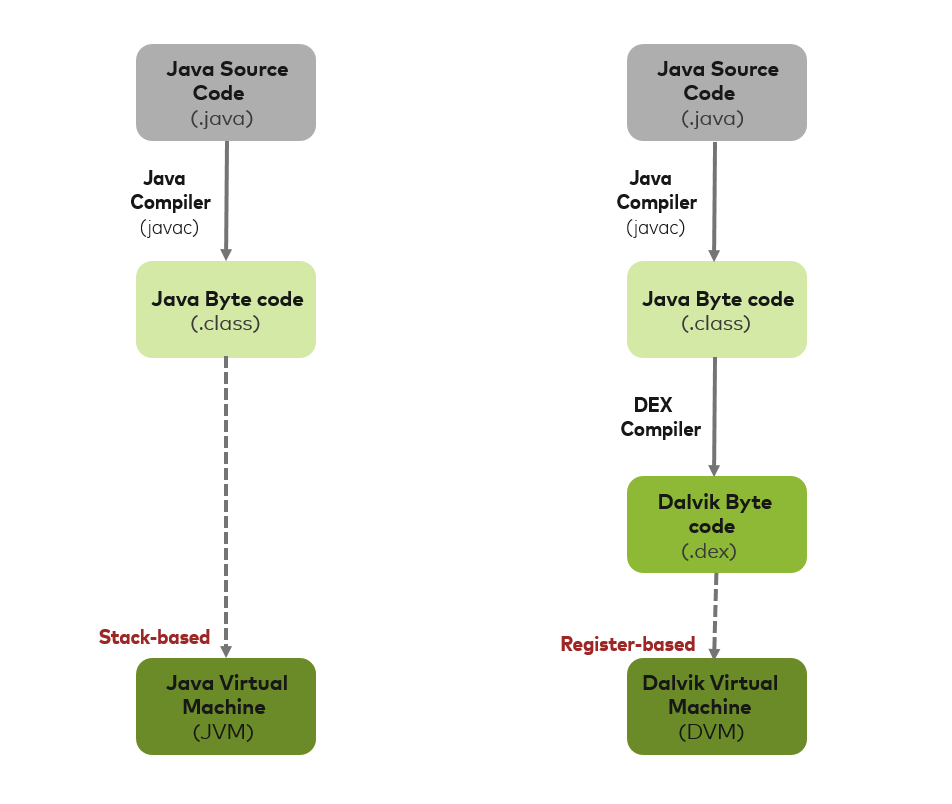 Java Source
Code
(.java)
Java
Compiler
(javac)
Java Byte code
(.class)
Stack-based
Java Virtual
Machine
(JVM)
Java Source
Code
(.java)
Java
Compiler
(javac)
Java Byte code
(.class)
DEX
Compiler
Dalvik Byte
code
(.dex)
Register-based
Dalvik Virtual
Machine
(DVM)